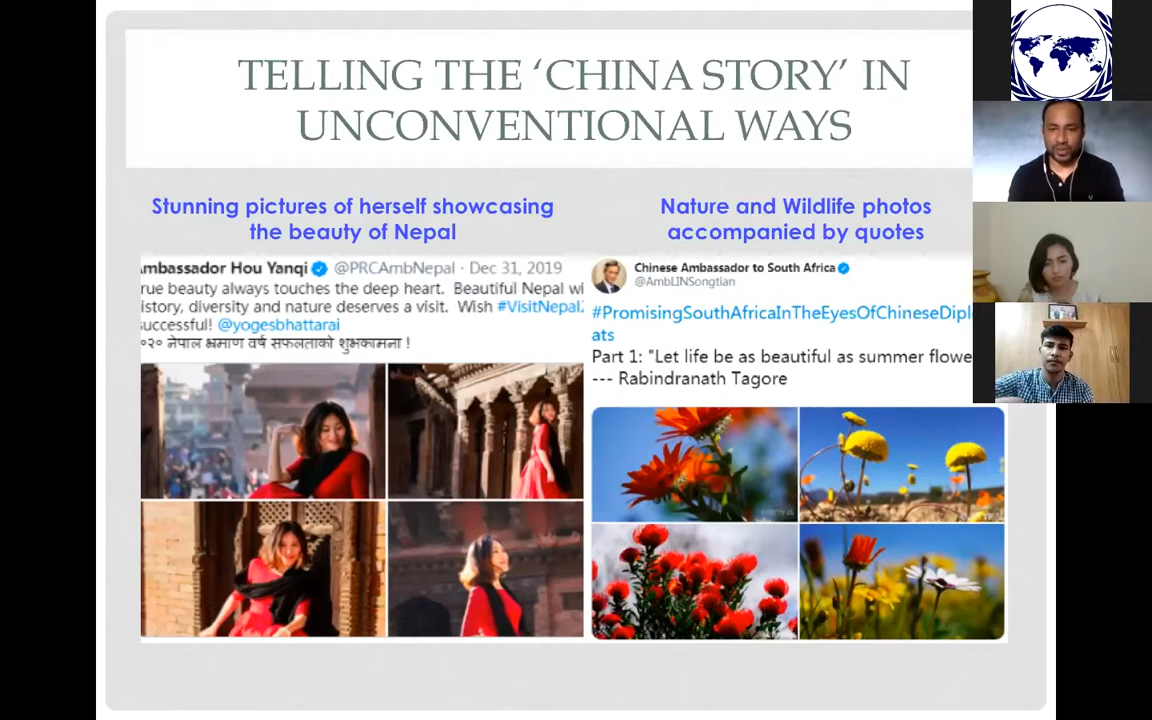 TELLING THE ‘CHINA STORY’ IN
UNCONVENTIONAL WAYS
Stunning pictures of herself showcasing
the beauty of Nepal
mbassador Hou Yanqi @PRCAmbNepal · Dec 31, 2019
rue beauty always touches the deep heart. Beautiful Nepal wi
istory, diversity and nature deserves a visit. Wish #VisitNepal2
successful! @yogesbhattarai
०२० नेपाल भ्रमाण वर्ष सफलताको शुभकामना !
Nature and Wildlife photos
accompanied by quotes
Chinese Ambassador to South Africa
@AmbLINSongtian
#PromisingSouthAfricaInTheEyesOfChineseDipl
ats
Part 1: "Let life be as beautiful as summer flowe
--- Rabindranath Tagore